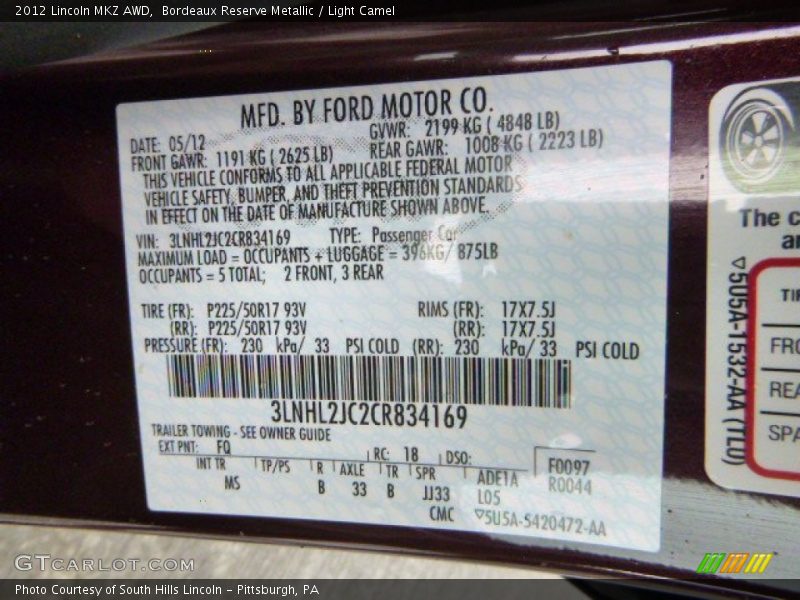 2012 Lincoln MKZ AWD, Bordeaux Reserve Metallic / Light Camel
MFD. BY FORD MOTOR CO.
DATE: 05/12 GVWR: 2199 KG ( 4848 LB)
FRONT GAWR: 1191 KG ( 2625 LB) REAR GAWR: 1008 KG ( 2223 LB)
THIS VEHICLE CONFORMS TO ALL APPLICABLE FEDERAL MOTOR
VEHICLE SAFETY, BUMPER, AND THEFT PREVENTION STANDARDS
IN EFFECT ON THE DATE OF MANUFACTURE SHOWN ABOVE.
VIN: 3LNHL2JC2CR834169 TYPE: Passenger Car
MAXIMUM LOAD = OCCUPANTS + LUGGAGE = 396KG/ 875LB
OCCUPANTS = 5 TOTAL; 2 FRONT, 3 REAR
TIRE (FR): P225/50R17 93V RIMS (FR): 17X7.5J
(RR): P225/50R17 93V (RR): 17X7.5J
PRESSURE (FR): 230 kPa/ 33 PSI COLD (RR): 230 kPa/ 33 PSI COLD
3LNHL2JC2CR834169
TRAILER TOWING - SEE OWNER GUIDE
EXT PNT: FQ RC: 18 DSO: F0097
INT TR TP/PS R AXLE TR SPR ADE1A R0044
MS B 33 B JJ33 L05
CMC ▽5U5A-5420472-AA
The c
an
▽5U5A-1532-AA (TL0)
TI
FRO
REA
SPA
GTCARLOT.COM
Photo Courtesy of South Hills Lincoln - Pittsburgh, PA